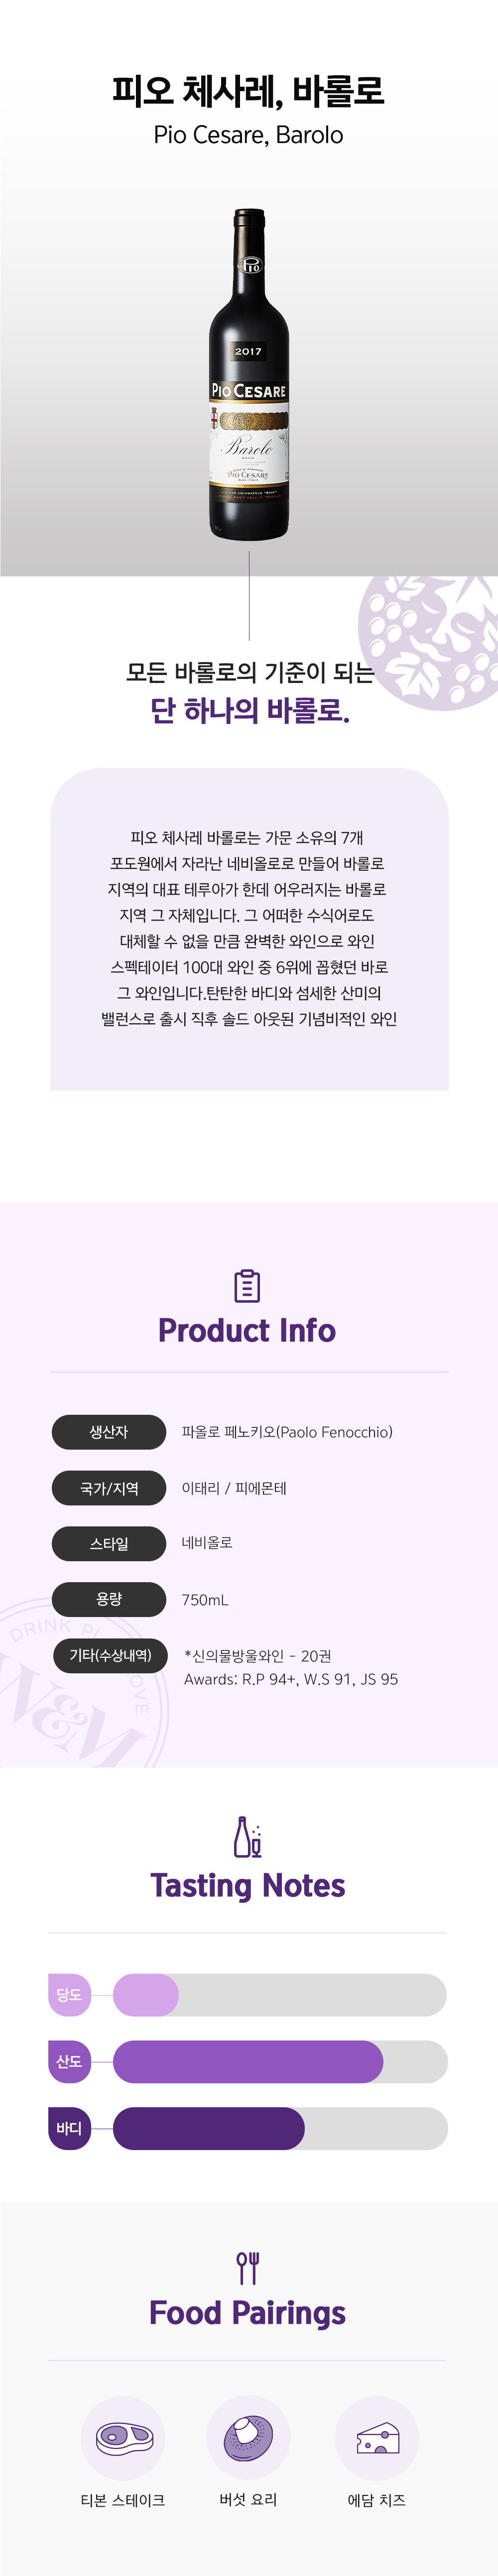 피오 체사레, 바롤로
Pio Cesare, Barolo
PIO
2017
PIO CESARE
Barolo
PIO CESARE
모든 바롤로의 기준이 되는
단 하나의 바롤로.
피오 체사레 바롤로는 가문 소유의 7개
포도원에서 자라난 네비올로로 만들어 바롤로
지역의 대표 테루아가 한데 어우러지는 바롤로
지역 그 자체입니다. 그 어떠한 수식어로도
대체할 수 없을 만큼 완벽한 와인으로 와인
스펙테이터 100대 와인 중 6위에 꼽혔던 바로
그 와인입니다.탄탄한 바디와 섬세한 산미의
밸런스로 출시 직후 솔드 아웃된 기념비적인 와인
Product Info
생산자
파올로 페노키오(Paolo Fenocchio)
국가/지역
이태리 / 피에몬테
스타일
네비올로
용량
750mL
기타(수상내역)
*신의물방울와인 - 20권
Awards: R.P 94+, W.S 91, JS 95
DRINK
W&M
Tasting Notes
당도
산도
바디
Food Pairings
티본 스테이크
버섯 요리
에담 치즈